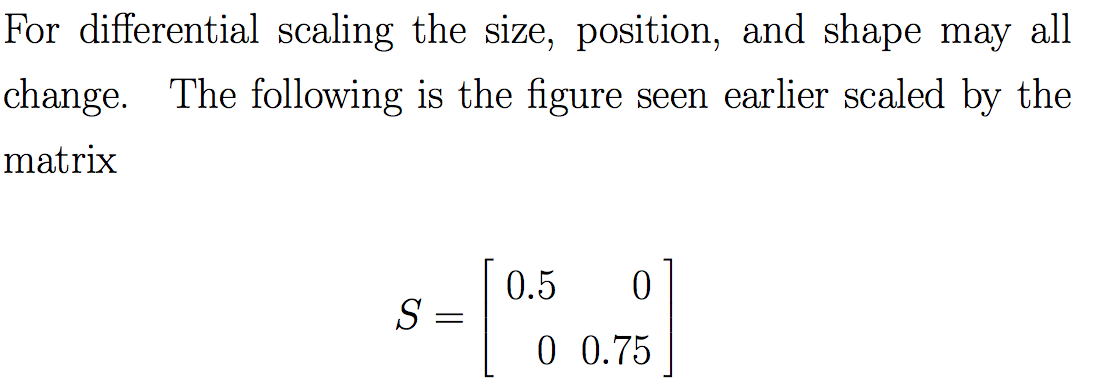 For differential scaling the size, position, and shape may all
change. The following is the figure seen earlier scaled by the
matrix
S = [ 0.5 0
0 0.75 ]